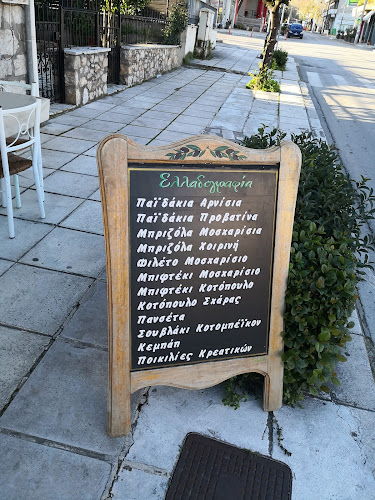 Ελλαδογραφία
Παϊδάκια Αρνίσια
Παϊδάκια Προβατίνα
Μπριζόλα Μοσχαρίσια
Μπριζόλα Χοιρινή
Φιλέτο Μοσχαρίσιο
Μπιφτέκι Μοσχαρίσιο
Μπιφτέκι Κοτόπουλο
Κοτόπουλο Σχάρας
Πανσέτα
Σουβλάκι Κοτομπέϊκον
Κεμπάπ
Ποικιλίες Κρεατικών